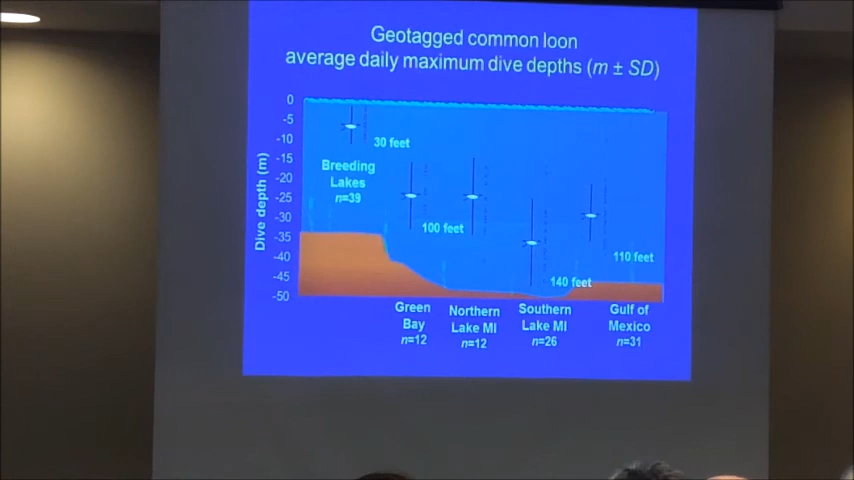 Geotagged common loon
average daily maximum dive depths (m ± SD)
Dive depth (m)
0
-5
-10
-15
-20
-25
-30
-35
-40
-45
-50
30 feet
Breeding
Lakes
n=39
100 feet
140 feet
110 feet
Green
Bay
n=12
Northern
Lake MI
n=12
Southern
Lake MI
n=26
Gulf of
Mexico
n=31